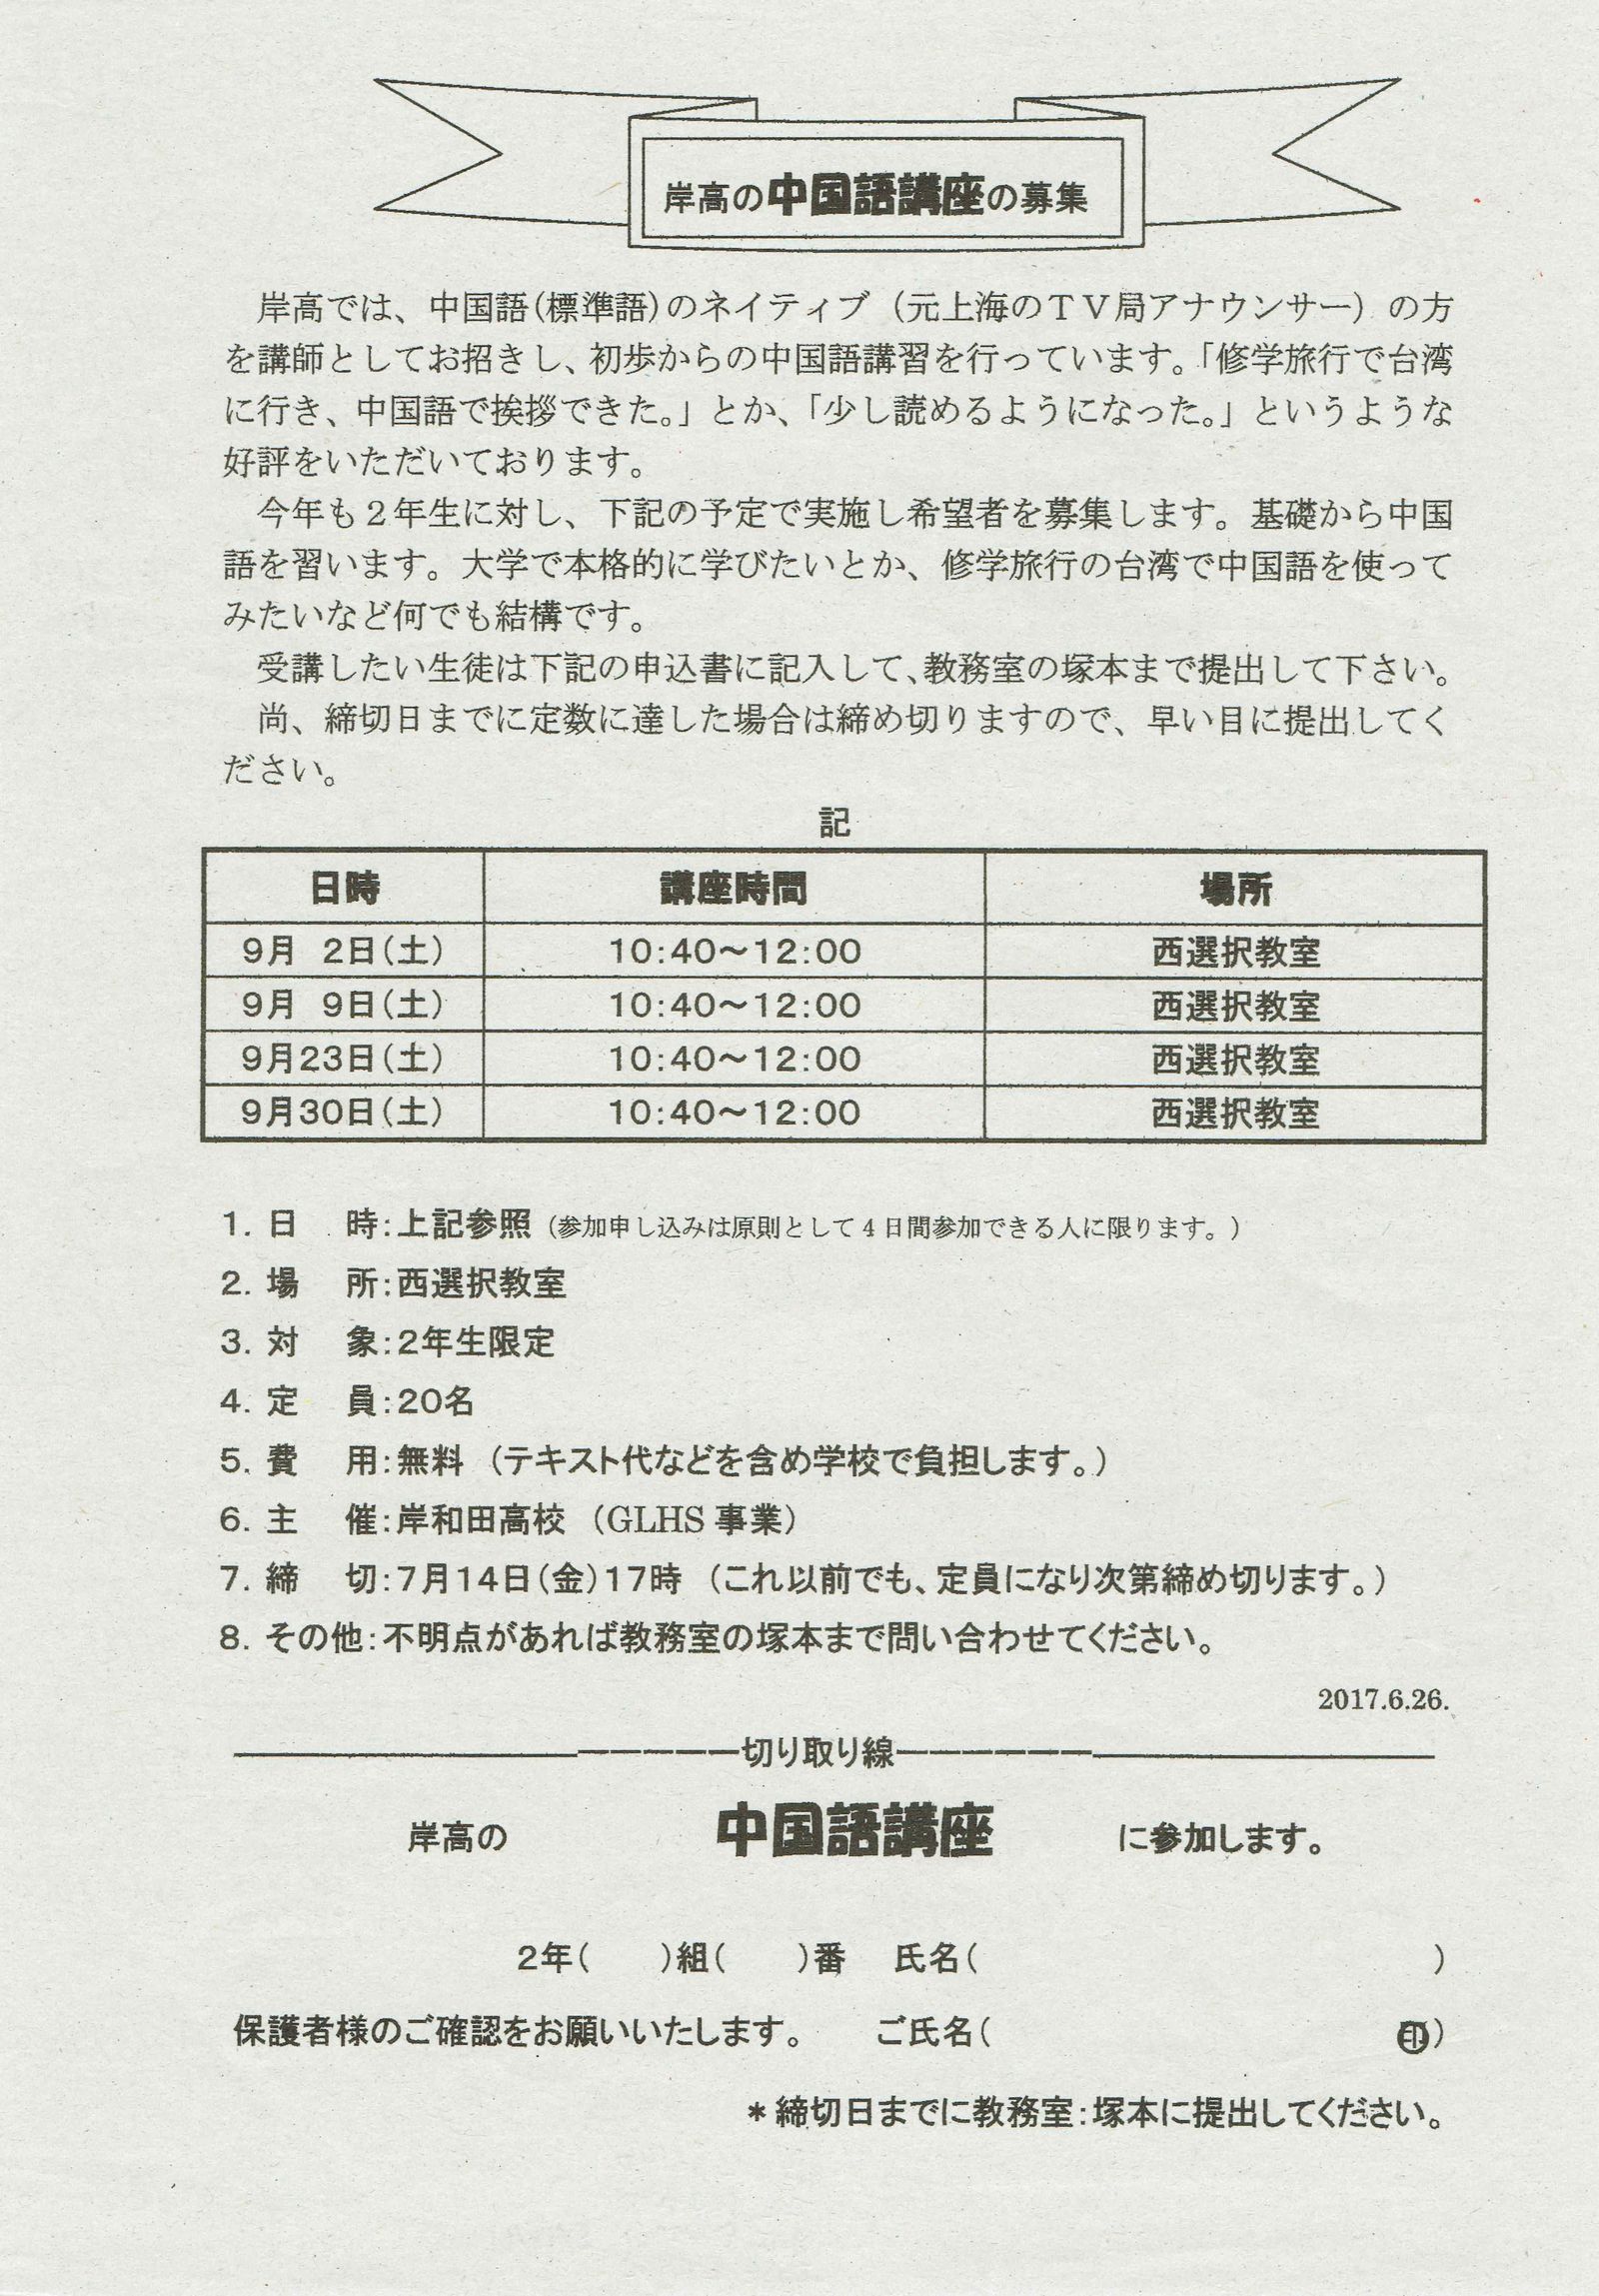 岸高の中国語講座の募集
岸高では、中国語(標準語)のネイティブ（元上海のＴＶ局アナウンサー）の方
を講師としてお招きし、初歩からの中国語講習を行っています。「修学旅行で台湾
に行き、中国語で挨拶できた。」とか、「少し読めるようになった。」というような
好評をいただいております。
今年も２年生に対し、下記の予定で実施し希望者を募集します。基礎から中国
語を習います。大学で本格的に学びたいとか、修学旅行の台湾で中国語を使って
みたいなど何でも結構です。
受講したい生徒は下記の申込書に記入して、教務室の塚本まで提出して下さい。
尚、締切日までに定数に達した場合は締め切りますので、早い目に提出してく
ださい。
記
日時 講座時間 場所
9月 2日(土) 10:40～12:00 西選択教室
9月 9日(土) 10:40～12:00 西選択教室
9月23日(土) 10:40～12:00 西選択教室
9月30日(土) 10:40～12:00 西選択教室
1. 日 時:上記参照（参加申し込みは原則として４日間参加できる人に限ります。）
2. 場 所:西選択教室
3. 対 象:2年生限定
4. 定 員:20名
5. 費 用:無料（テキスト代などを含め学校で負担します。）
6. 主 催:岸和田高校（GLHS 事業）
7. 締 切:7月14日(金)17時（これ以前でも、定員になり次第締め切ります。）
8. その他:不明点があれば教務室の塚本まで問い合わせてください。
2017.6.26.
切り取り線
岸高の 中国語講座 に参加します。
2年( )組( )番 氏名( )
保護者様のご確認をお願いいたします。 ご氏名( ㊞)
＊締切日までに教務室:塚本に提出してください。